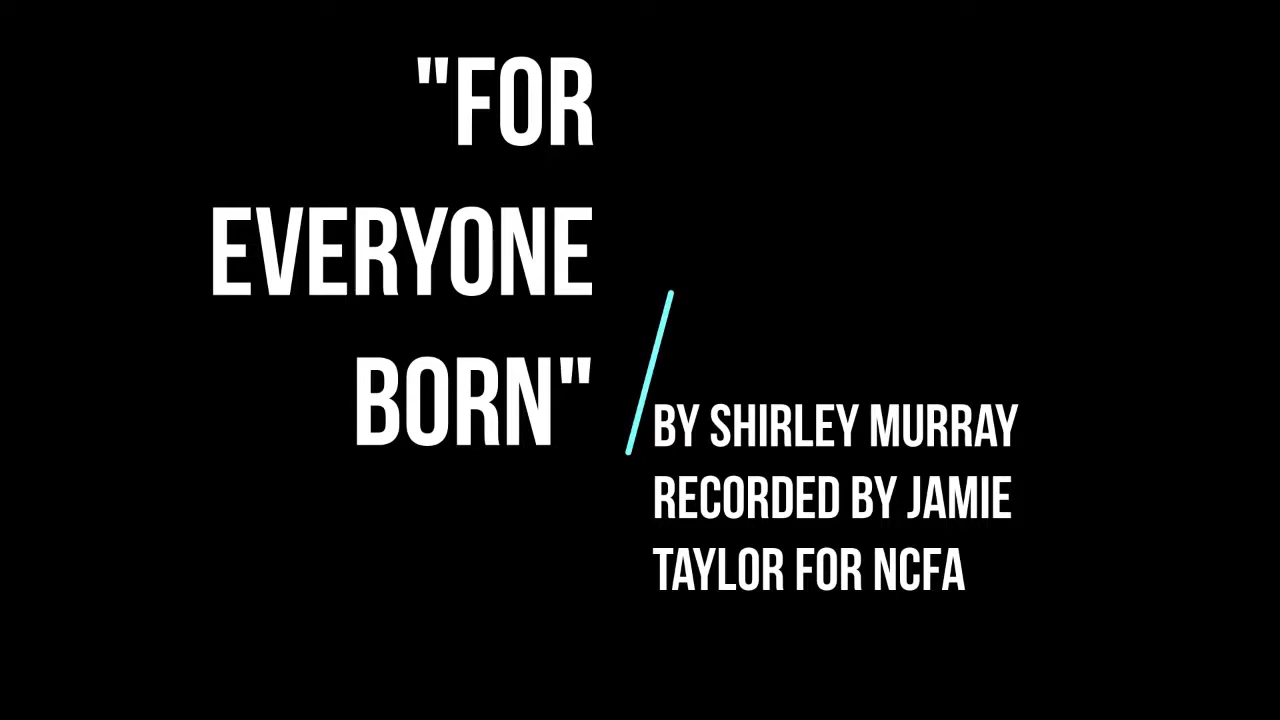 "FOR
EVERYONE
BORN"
BY SHIRLEY MURRAY
RECORDED BY JAMIE
TAYLOR FOR NCFA